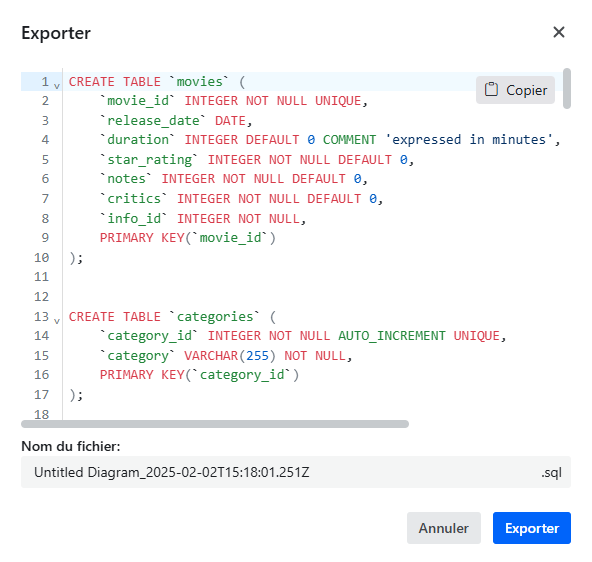 Exporter
1 CREATE TABLE `movies` (
Copier
2 `movie_id` INTEGER NOT NULL UNIQUE,
3 `release_date` DATE,
4 `duration` INTEGER DEFAULT 0 COMMENT 'expressed in minutes',
5 `star_rating` INTEGER NOT NULL DEFAULT 0,
6 `notes` INTEGER NOT NULL DEFAULT 0,
7 `critics` INTEGER NOT NULL DEFAULT 0,
8 `info_id` INTEGER NOT NULL,
9 PRIMARY KEY(`movie_id`)
10 );
11
12
13 CREATE TABLE `categories` (
14 `category_id` INTEGER NOT NULL AUTO_INCREMENT UNIQUE,
15 `category` VARCHAR(255) NOT NULL,
16 PRIMARY KEY(`category_id`)
17 );
18
Nom du fichier:
Untitled Diagram_2025-02-02T15:18:01.251Z .sql
Annuler Exporter